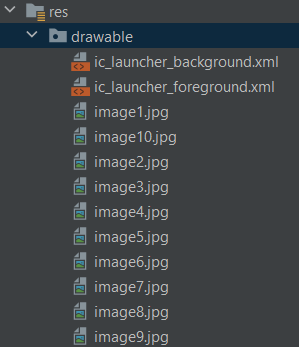 res
drawable
ic_launcher_background.xml
ic_launcher_foreground.xml
image1.jpg
image10.jpg
image2.jpg
image3.jpg
image4.jpg
image5.jpg
image6.jpg
image7.jpg
image8.jpg
image9.jpg